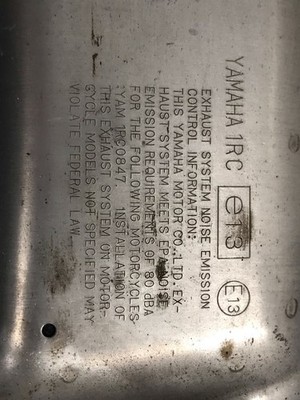 YAMAHA 1RC e13 E13
EXHAUST SYSTEM NOISE EMISSION
CONTROL INFORMATION:
THIS YAMAHA MOTOR CO., LTD. EX-
HAUST SYSTEM MEETS EPA NOISE
EMISSION REQUIREMENTS OF 80 dBA
FOR THE FOLLOWING MOTORCYCLES
:YAM 1RC0847. INSTALLATION OF
THIS EXHAUST SYSTEM ON MOTOR-
CYCLE MODELS NOT SPECIFIED MAY
VIOLATE FEDERAL LAW.